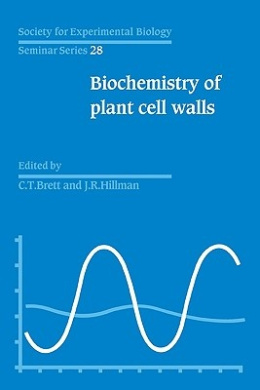 Society for Experimental Biology
Seminar Series 28
Biochemistry of
plant cell walls
Edited by
C.T.Brett and J.R.Hillman